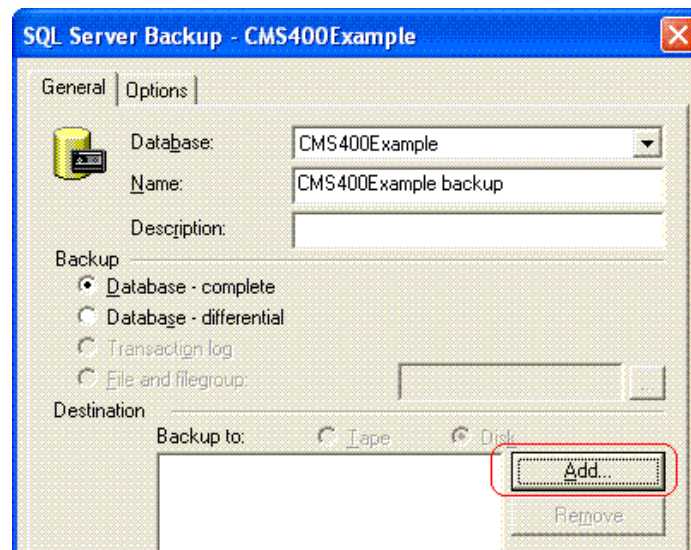 SQL Server Backup - CMS400Example
General Options
Database: CMS400Example
Name: CMS400Example backup
Description:
Backup
Database - complete
Database - differential
Transaction log
File and filegroup: ...
Destination
Backup to: Tape Disk
Add...
Remove